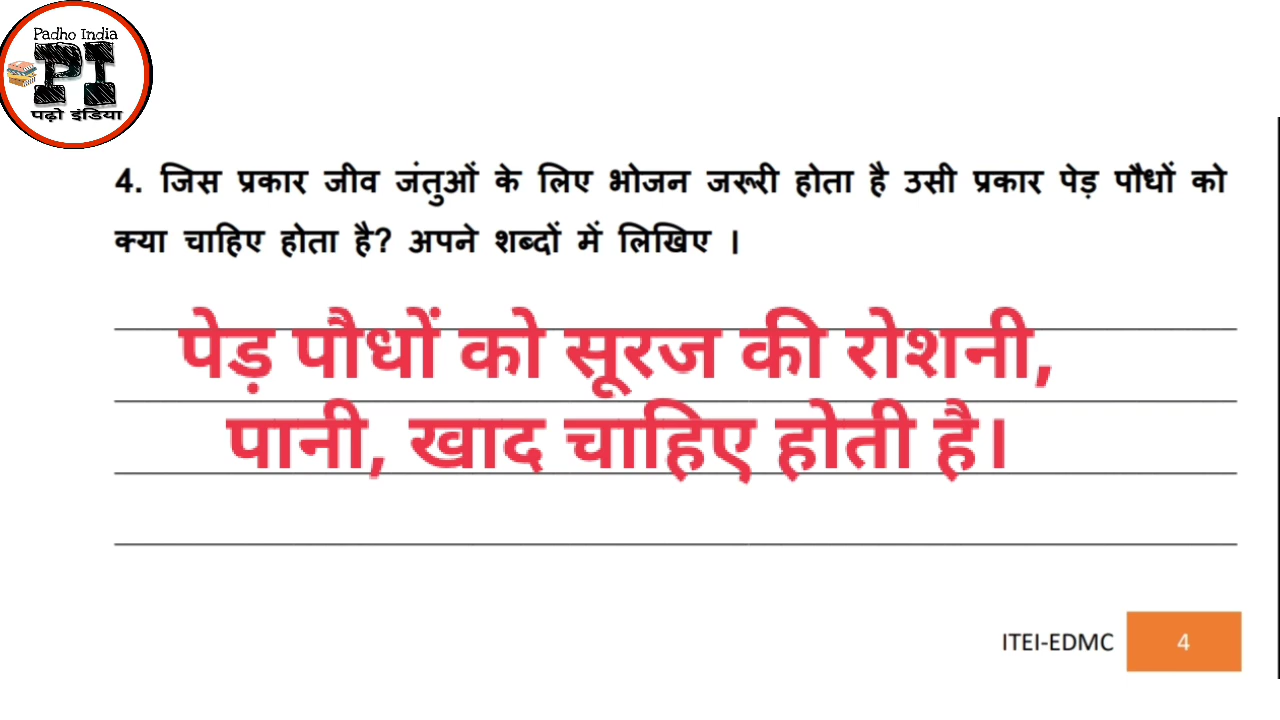 Padho India
PI
पढ़ो इंडिया
4. जिस प्रकार जीव जंतुओं के लिए भोजन जरूरी होता है उसी प्रकार पेड़ पौधों को
क्या चाहिए होता है? अपने शब्दों में लिखिए ।
पेड़ पौधों को सूरज की रोशनी,
पानी, खाद चाहिए होती है।
ITEI-EDMC 4